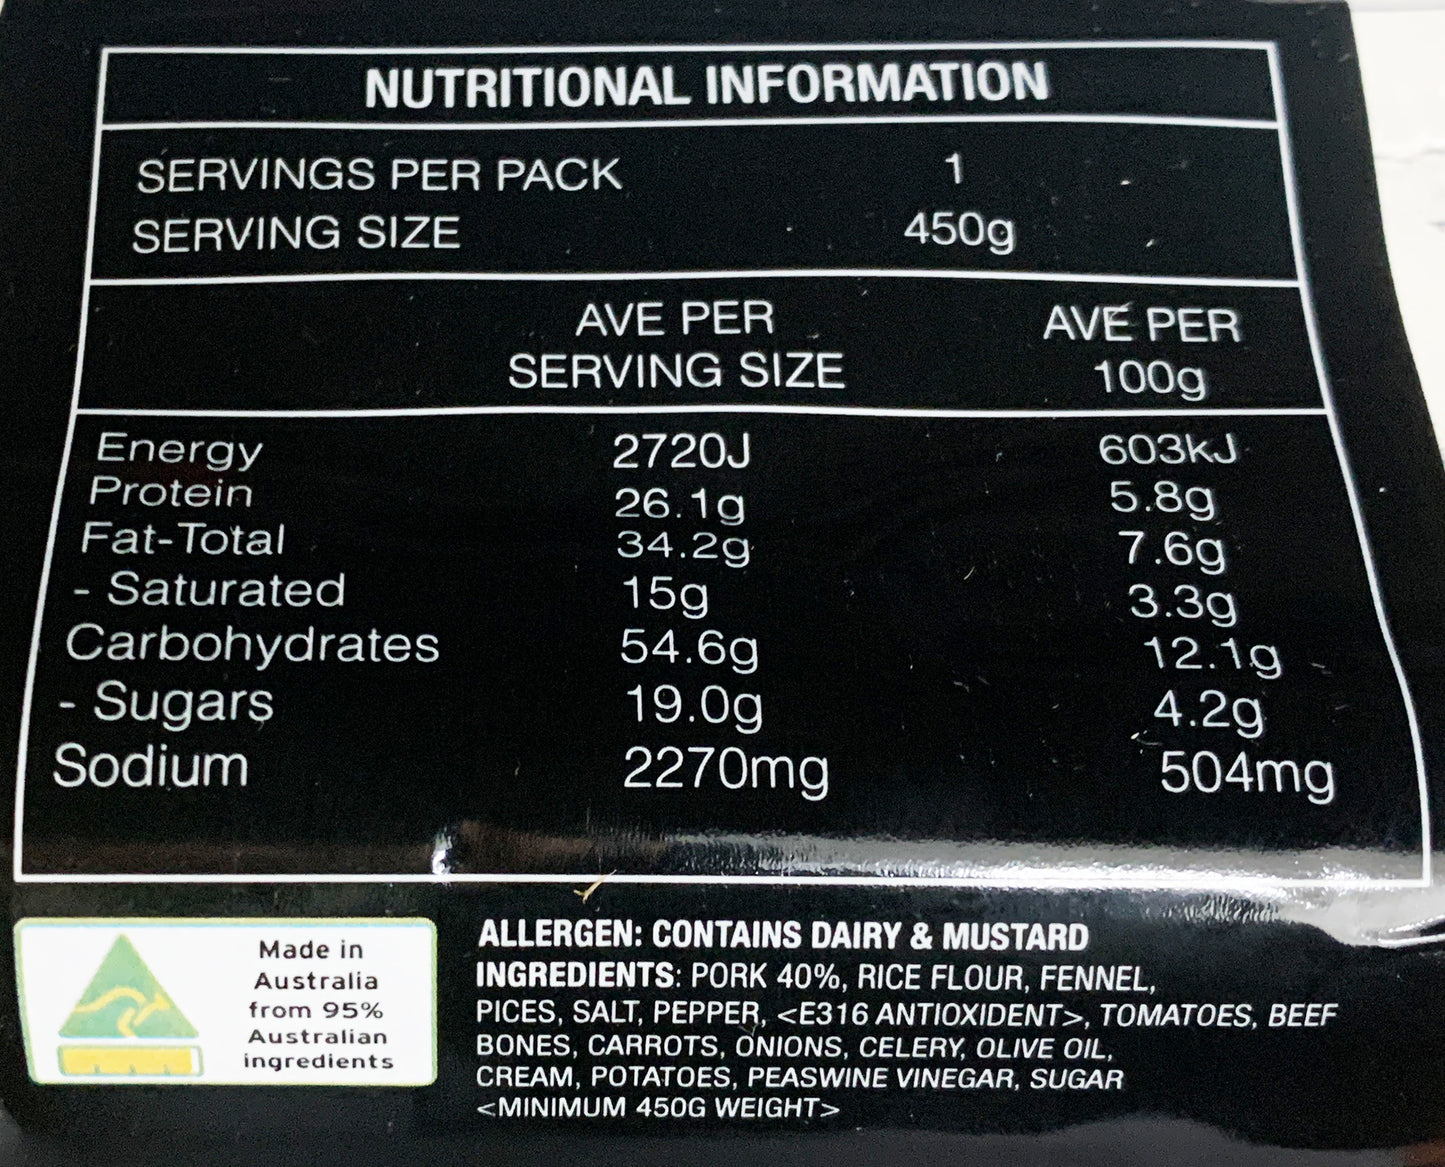 NUTRITIONAL INFORMATION
SERVINGS PER PACK 1
SERVING SIZE 450g
AVE PER AVE PER
SERVING SIZE 100g
Energy 2720J 603kJ
Protein 26.1g 5.8g
Fat-Total 34.2g 7.6g
- Saturated 15g 3.3g
Carbohydrates 54.6g 12.1g
- Sugars 19.0g 4.2g
Sodium 2270mg 504mg
Made in
Australia
from 95%
Australian
ingredients
ALLERGEN: CONTAINS DAIRY & MUSTARD
INGREDIENTS: PORK 40%, RICE FLOUR, FENNEL,
PICES, SALT, PEPPER, <E316 ANTIOXIDENT>, TOMATOES, BEEF
BONES, CARROTS, ONIONS, CELERY, OLIVE OIL,
CREAM, POTATOES, PEASWINE VINEGAR, SUGAR
<MINIMUM 450G WEIGHT>